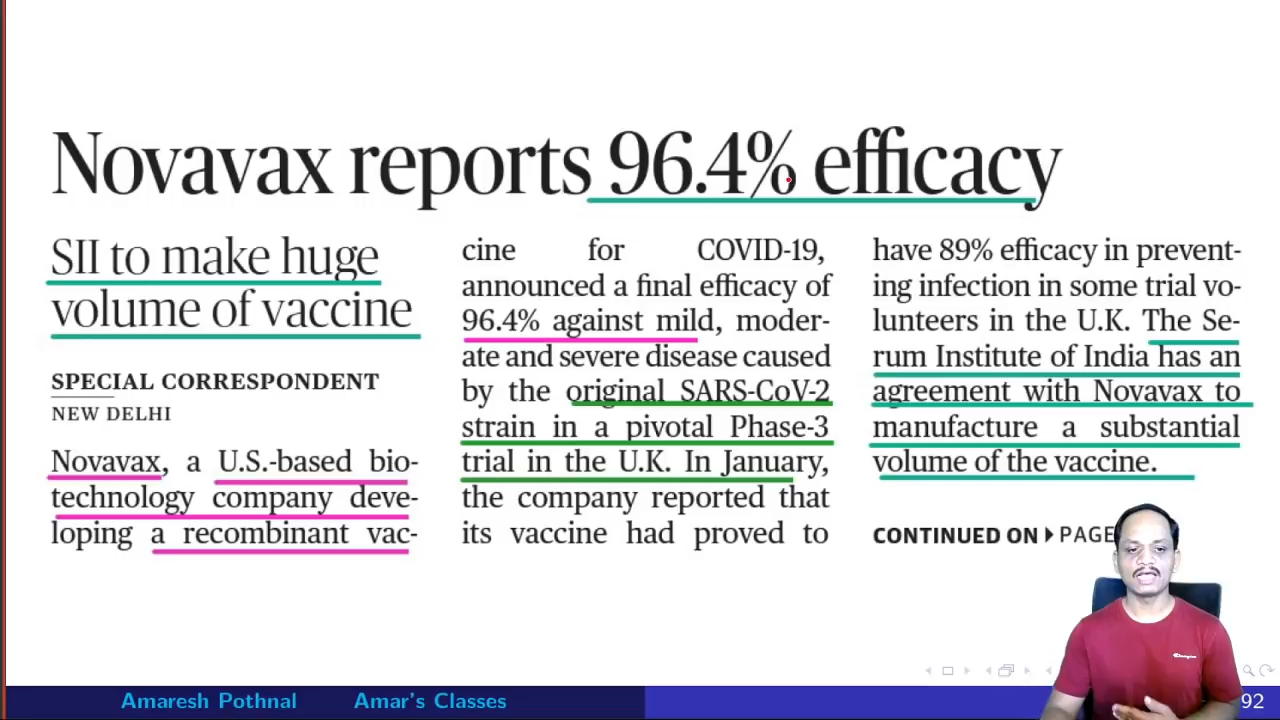 Novavax reports 96.4% efficacy
SII to make huge
volume of vaccine
SPECIAL CORRESPONDENT
NEW DELHI
Novavax, a U.S.-based bio-
technology company deve-
loping a recombinant vac-
cine for COVID-19,
announced a final efficacy of
96.4% against mild, moder-
ate and severe disease caused
by the original SARS-CoV-2
strain in a pivotal Phase-3
trial in the U.K. In January,
the company reported that
its vaccine had proved to
have 89% efficacy in prevent-
ing infection in some trial vo-
lunteers in the U.K. The Se-
rum Institute of India has an
agreement with Novavax to
manufacture a substantial
volume of the vaccine.
CONTINUED ON PAGE
Champion
Amaresh Pothnal Amar's Classes
92